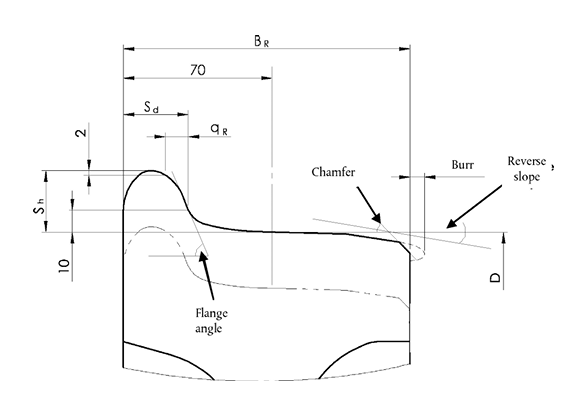 B R
70
S d
q R
2
Chamfer
Burr
Reverse
slope
S h
10
D
Flange
angle